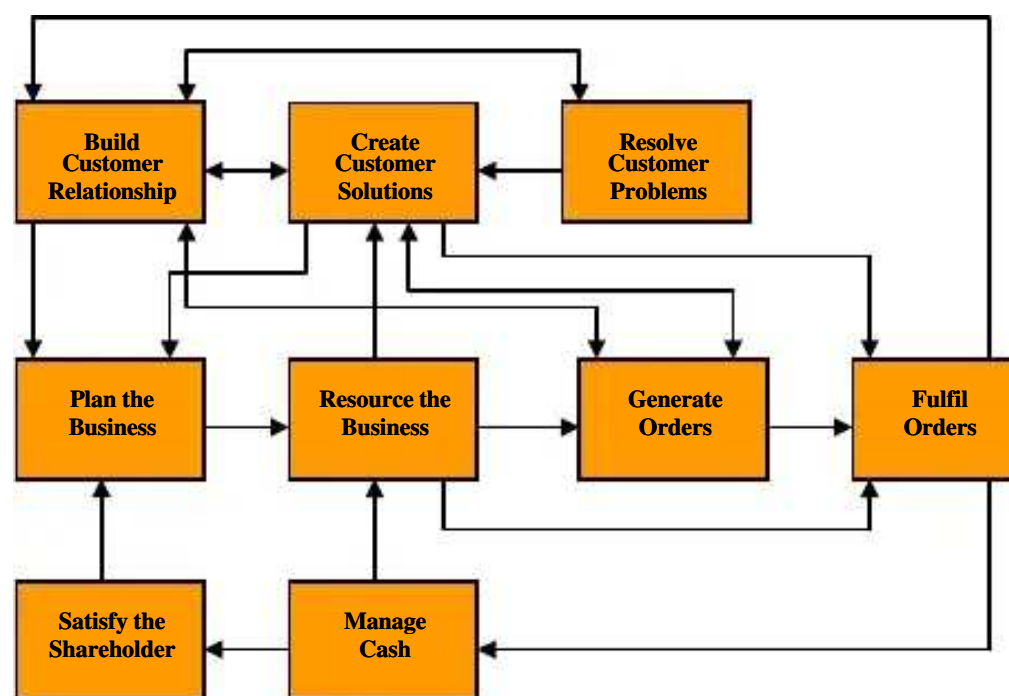 Build
Customer
Relationship
Create
Customer
Solutions
Resolve
Customer
Problems
Plan the
Business
Resource the
Business
Generate
Orders
Fulfil
Orders
Satisfy the
Shareholder
Manage
Cash